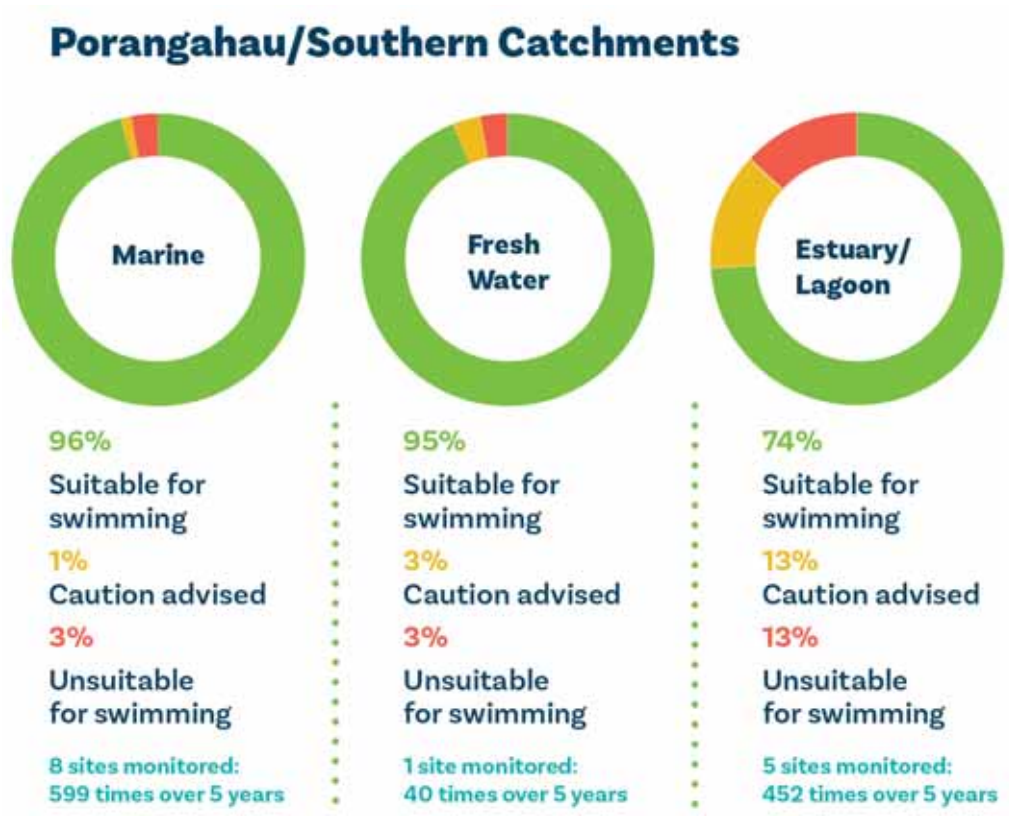 Porangahau/Southern Catchments
Marine
96%
Suitable for
swimming
1%
Caution advised
3%
Unsuitable
for swimming
8 sites monitored:
599 times over 5 years
Fresh
Water
95%
Suitable for
swimming
3%
Caution advised
3%
Unsuitable
for swimming
1 site monitored:
40 times over 5 years
Estuary/
Lagoon
74%
Suitable for
swimming
13%
Caution advised
13%
Unsuitable
for swimming
5 sites monitored:
452 times over 5 years